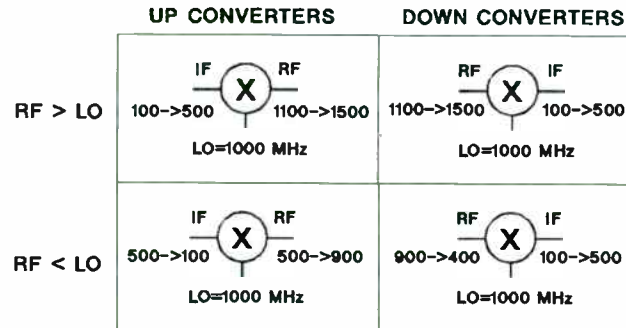 UP CONVERTERS DOWN CONVERTERS
RF > LO
IF X RF
100->500 1100->1500
LO=1000 MHz
RF X IF
1100->1500 100->500
LO=1000 MHz
RF < LO
IF X RF
500->100 500->900
LO=1000 MHz
RF X IF
900->400 100->500
LO=1000 MHz